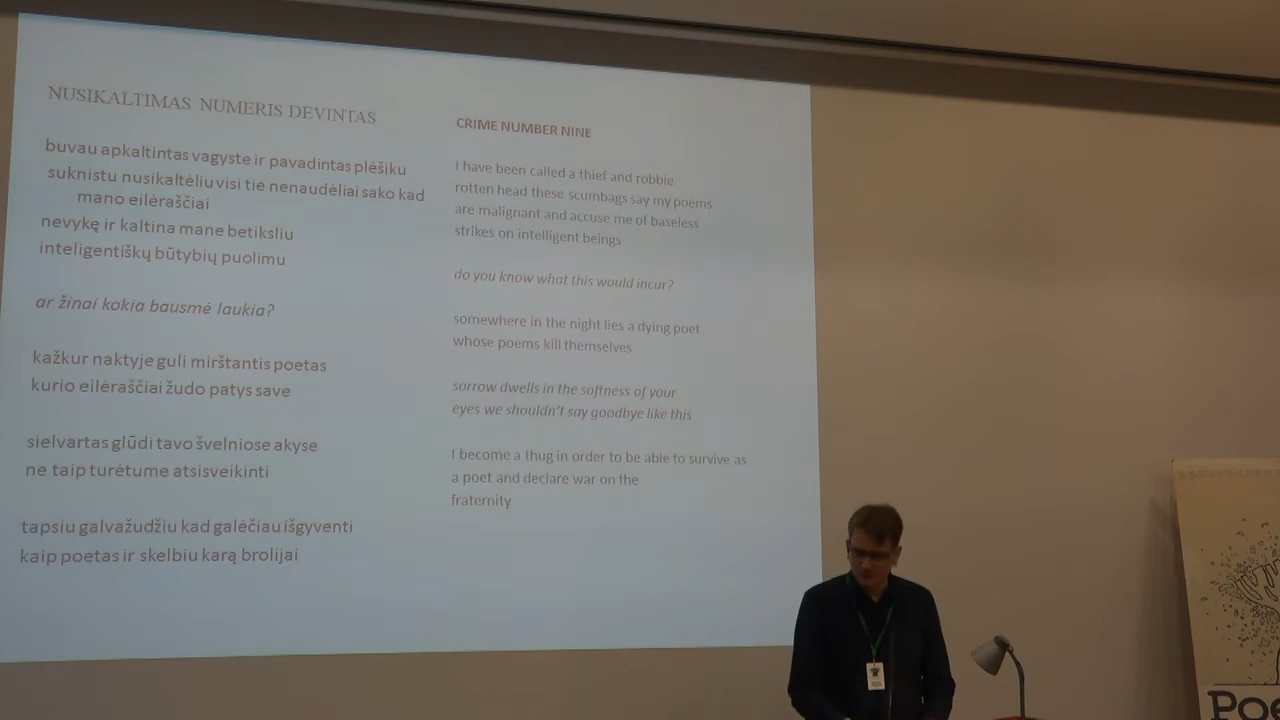 NUSIKALTIMAS NUMERIS DEVINTAS
buvau apkaltintas vagyste ir pavadintas plėšiku
suknistu nusikaltėliu visi tie nenaudėliai sako kad
mano eilėraščiai
nevykę ir kaltina mane betiksliu
inteligentiškų būtybių puolimu
ar žinai kokia bausmė laukia?
kažkur naktyje guli mirštantis poetas
kurio eilėraščiai žudo patys save
sielvartas glūdi tavo švelniose akyse
ne taip turėtume atsisveikinti
tapsiu galvažudžiu kad galėčiau išgyventi
kaip poetas ir skelbiu karą brolijai
CRIME NUMBER NINE
I have been called a thief and robbie
rotten head these scumbags say my poems
are malignant and accuse me of baseless
strikes on intelligent beings
do you know what this would incur?
somewhere in the night lies a dying poet
whose poems kill themselves
sorrow dwells in the softness of your
eyes we shouldn't say goodbye like this
I become a thug in order to be able to survive as
a poet and declare war on the
fraternity
Poe